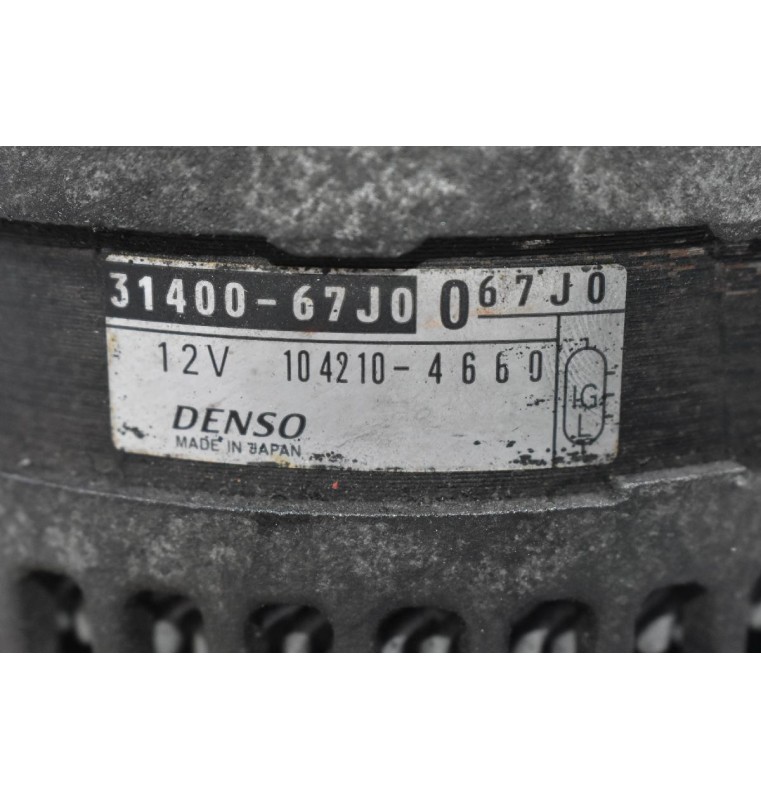 31400-67J0 0 67J0
12V 104210-4660
IG
L
DENSO
MADE IN JAPAN